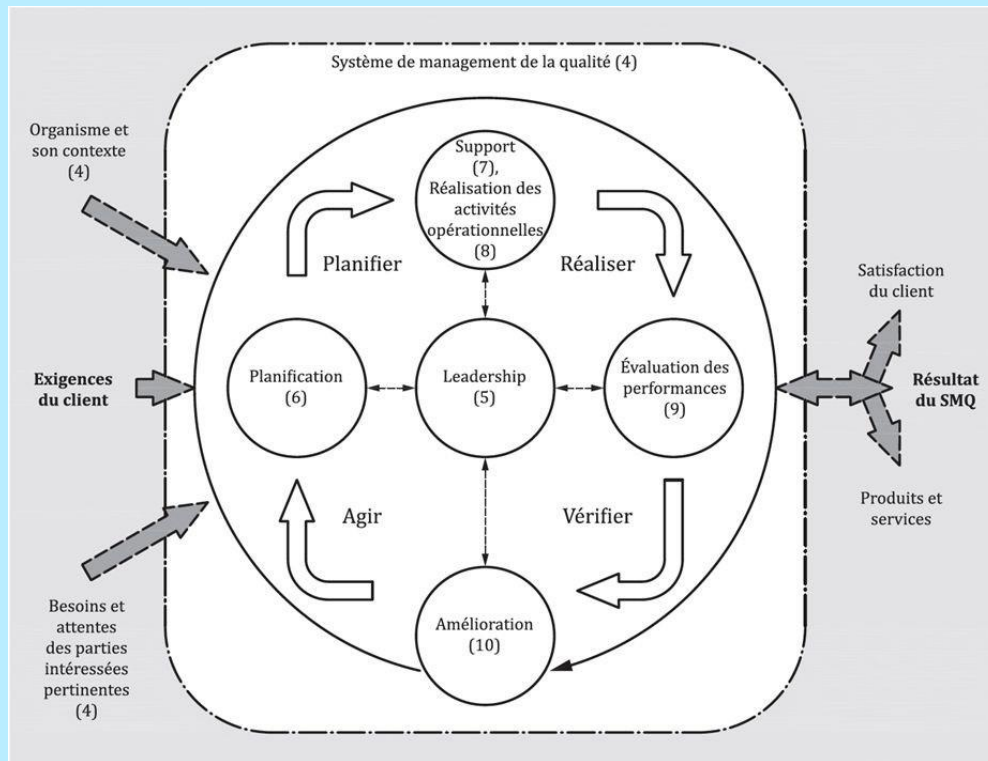 Système de management de la qualité (4)
Organisme et
son contexte
(4)
Support
(7),
Réalisation des
activités
opérationnelles
(8)
Planifier
Réaliser
Satisfaction
du client
Exigences
du client
Planification
(6)
Leadership
(5)
Évaluation des
performances
(9)
Résultat
du SMQ
Agir
Vérifier
Produits et
services
Besoins et
attentes
des parties
intéressées
pertinentes
(4)
Amélioration
(10)